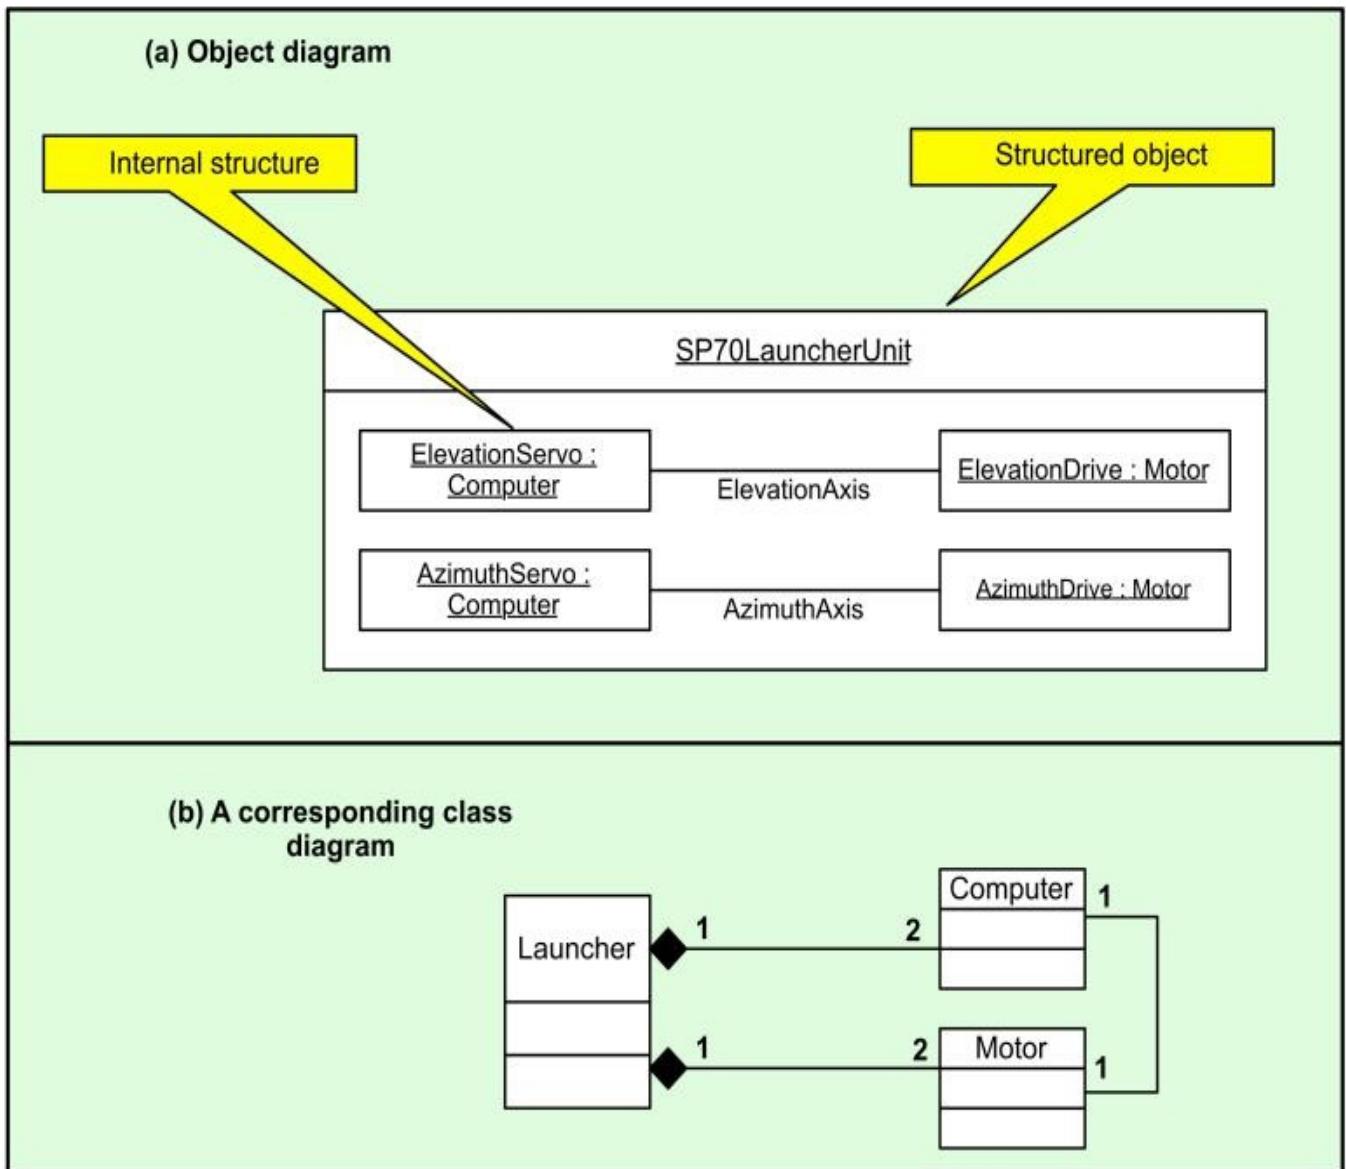 (a) Object diagram
Internal structure
Structured object
SP70LauncherUnit
ElevationServo :
Computer
ElevationAxis
ElevationDrive : Motor
AzimuthServo :
Computer
AzimuthAxis
AzimuthDrive : Motor
(b) A corresponding class
diagram
Launcher
1
2
Computer
1
1
2
Motor
1